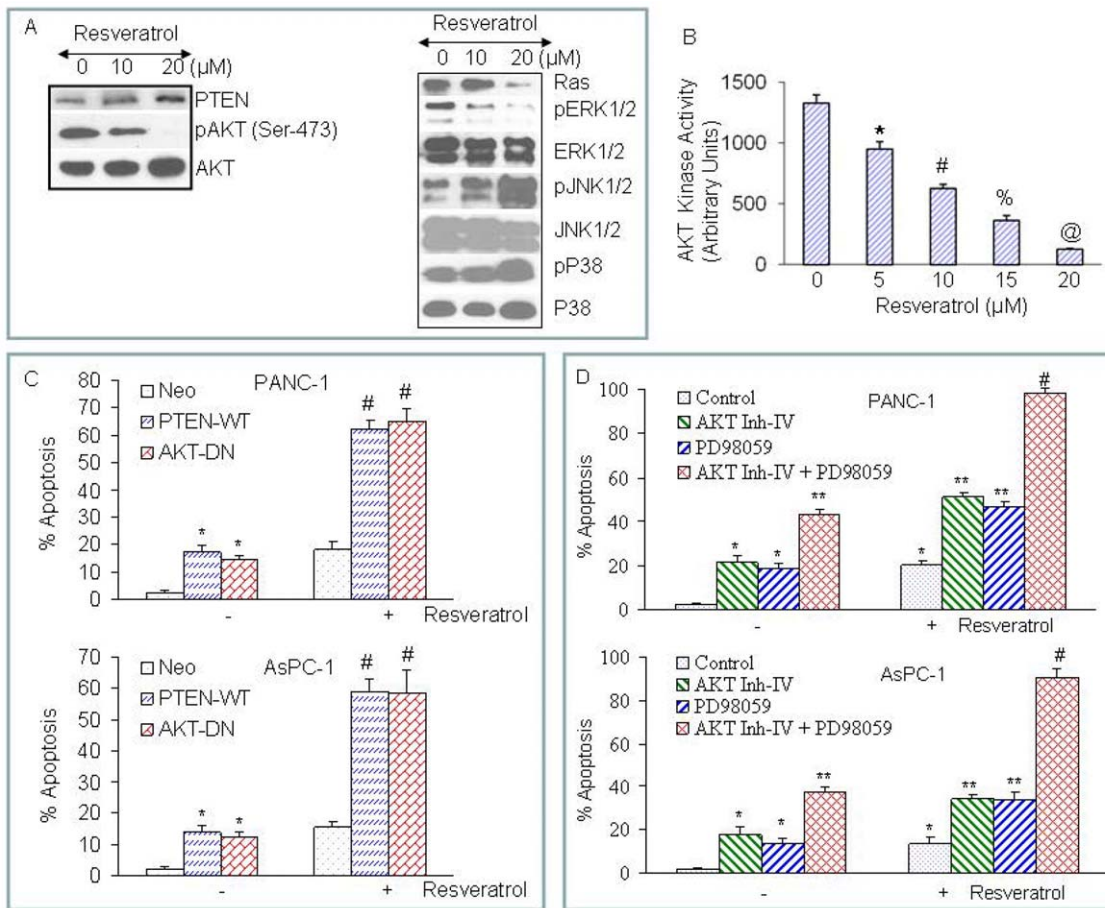 A
Resveratrol
0 10 20 (µM)
PTEN
pAKT (Ser-473)
AKT
Resveratrol
0 10 20 (µM)
Ras
pERK1/2
ERK1/2
pJNK1/2
JNK1/2
pP38
P38
B
AKT Kinase Activity
(Arbitrary Units)
1500
1000
500
0
*
#
%
@
0 5 10 15 20
Resveratrol (µM)
C
PANC-1
Neo
PTEN-WT
AKT-DN
% Apoptosis
80
70
60
50
40
30
20
10
0
* * # #
- + Resveratrol
AsPC-1
Neo
PTEN-WT
AKT-DN
% Apoptosis
70
60
50
40
30
20
10
0
* * # #
- + Resveratrol
D
PANC-1
Control
AKT Inh-IV
PD98059
AKT Inh-IV + PD98059
% Apoptosis
100
80
60
40
20
0
* * ** * ** ** #
- + Resveratrol
AsPC-1
Control
AKT Inh-IV
PD98059
AKT Inh-IV + PD98059
% Apoptosis
100
80
60
40
20
0
* * ** * ** ** #
- + Resveratrol